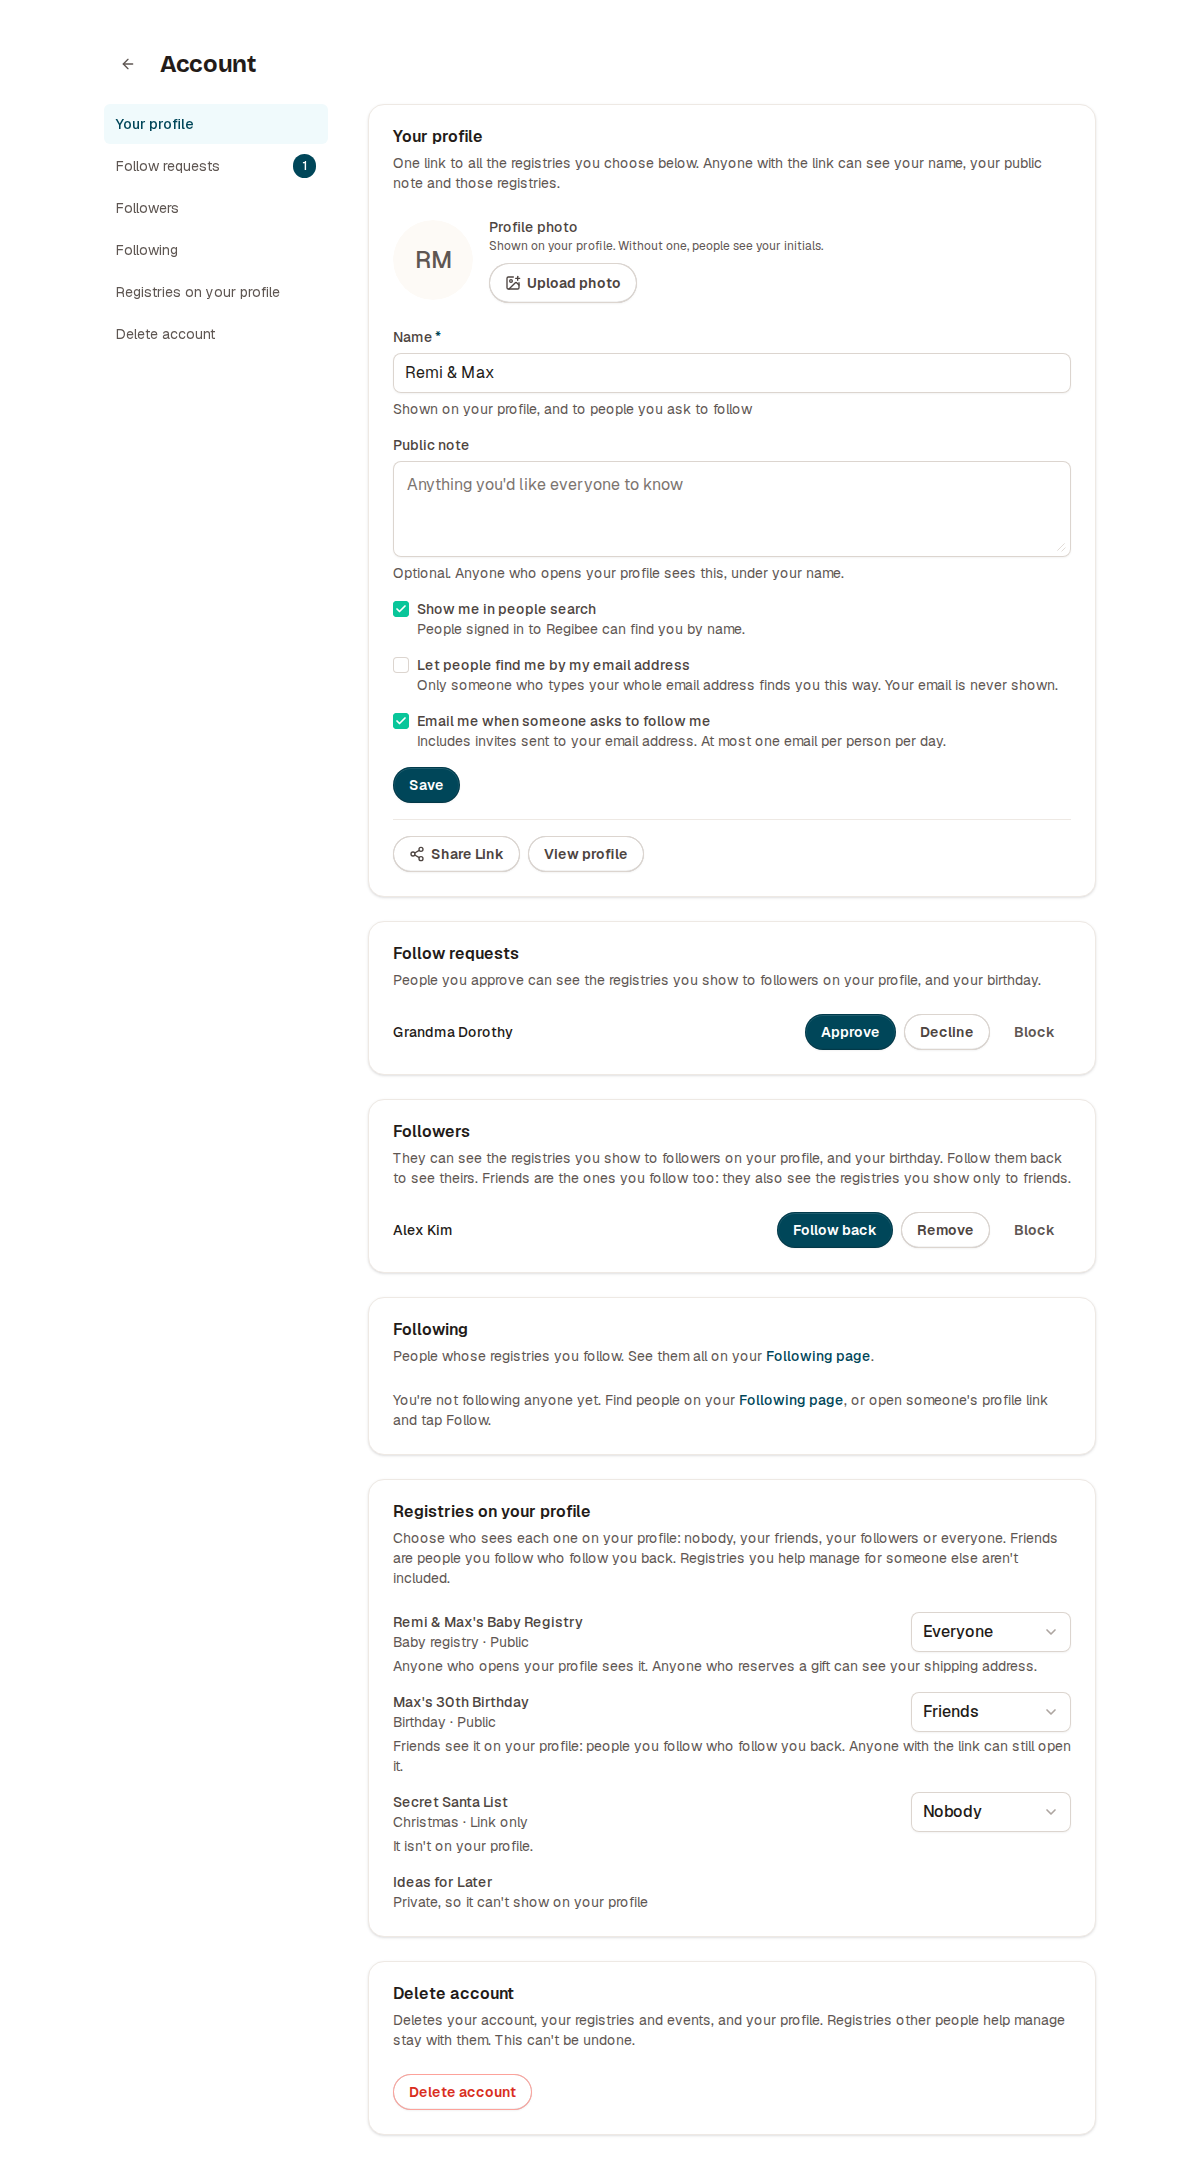 Account
Your profile
Follow requests
1
Followers
Following
Registries on your profile
Delete account
Your profile
One link to all the registries you choose below. Anyone with the link can see your name, your public
note and those registries.
RM
Profile photo
Shown on your profile. Without one, people see your initials.
Upload photo
Name *
Remi & Max
Shown on your profile, and to people you ask to follow
Public note
Anything you'd like everyone to know
Optional. Anyone who opens your profile sees this, under your name.
Show me in people search
People signed in to Regibee can find you by name.
Let people find me by my email address
Only someone who types your whole email address finds you this way. Your email is never shown.
Email me when someone asks to follow me
Includes invites sent to your email address. At most one email per person per day.
Save
Share Link
View profile
Follow requests
People you approve can see the registries you show to followers on your profile, and your birthday.
Grandma Dorothy
Approve
Decline
Block
Followers
They can see the registries you show to followers on your profile, and your birthday. Follow them back
to see theirs. Friends are the ones you follow too: they also see the registries you show only to friends.
Alex Kim
Follow back
Remove
Block
Following
People whose registries you follow. See them all on your Following page.
You're not following anyone yet. Find people on your Following page, or open someone's profile link
and tap Follow.
Registries on your profile
Choose who sees each one on your profile: nobody, your friends, your followers or everyone. Friends
are people you follow who follow you back. Registries you help manage for someone else aren't
included.
Remi & Max's Baby Registry
Baby registry · Public
Everyone
Anyone who opens your profile sees it. Anyone who reserves a gift can see your shipping address.
Max's 30th Birthday
Birthday · Public
Friends
Friends see it on your profile: people you follow who follow you back. Anyone with the link can still open
it.
Secret Santa List
Christmas · Link only
Nobody
It isn't on your profile.
Ideas for Later
Private, so it can't show on your profile
Delete account
Deletes your account, your registries and events, and your profile. Registries other people help manage
stay with them. This can't be undone.
Delete account